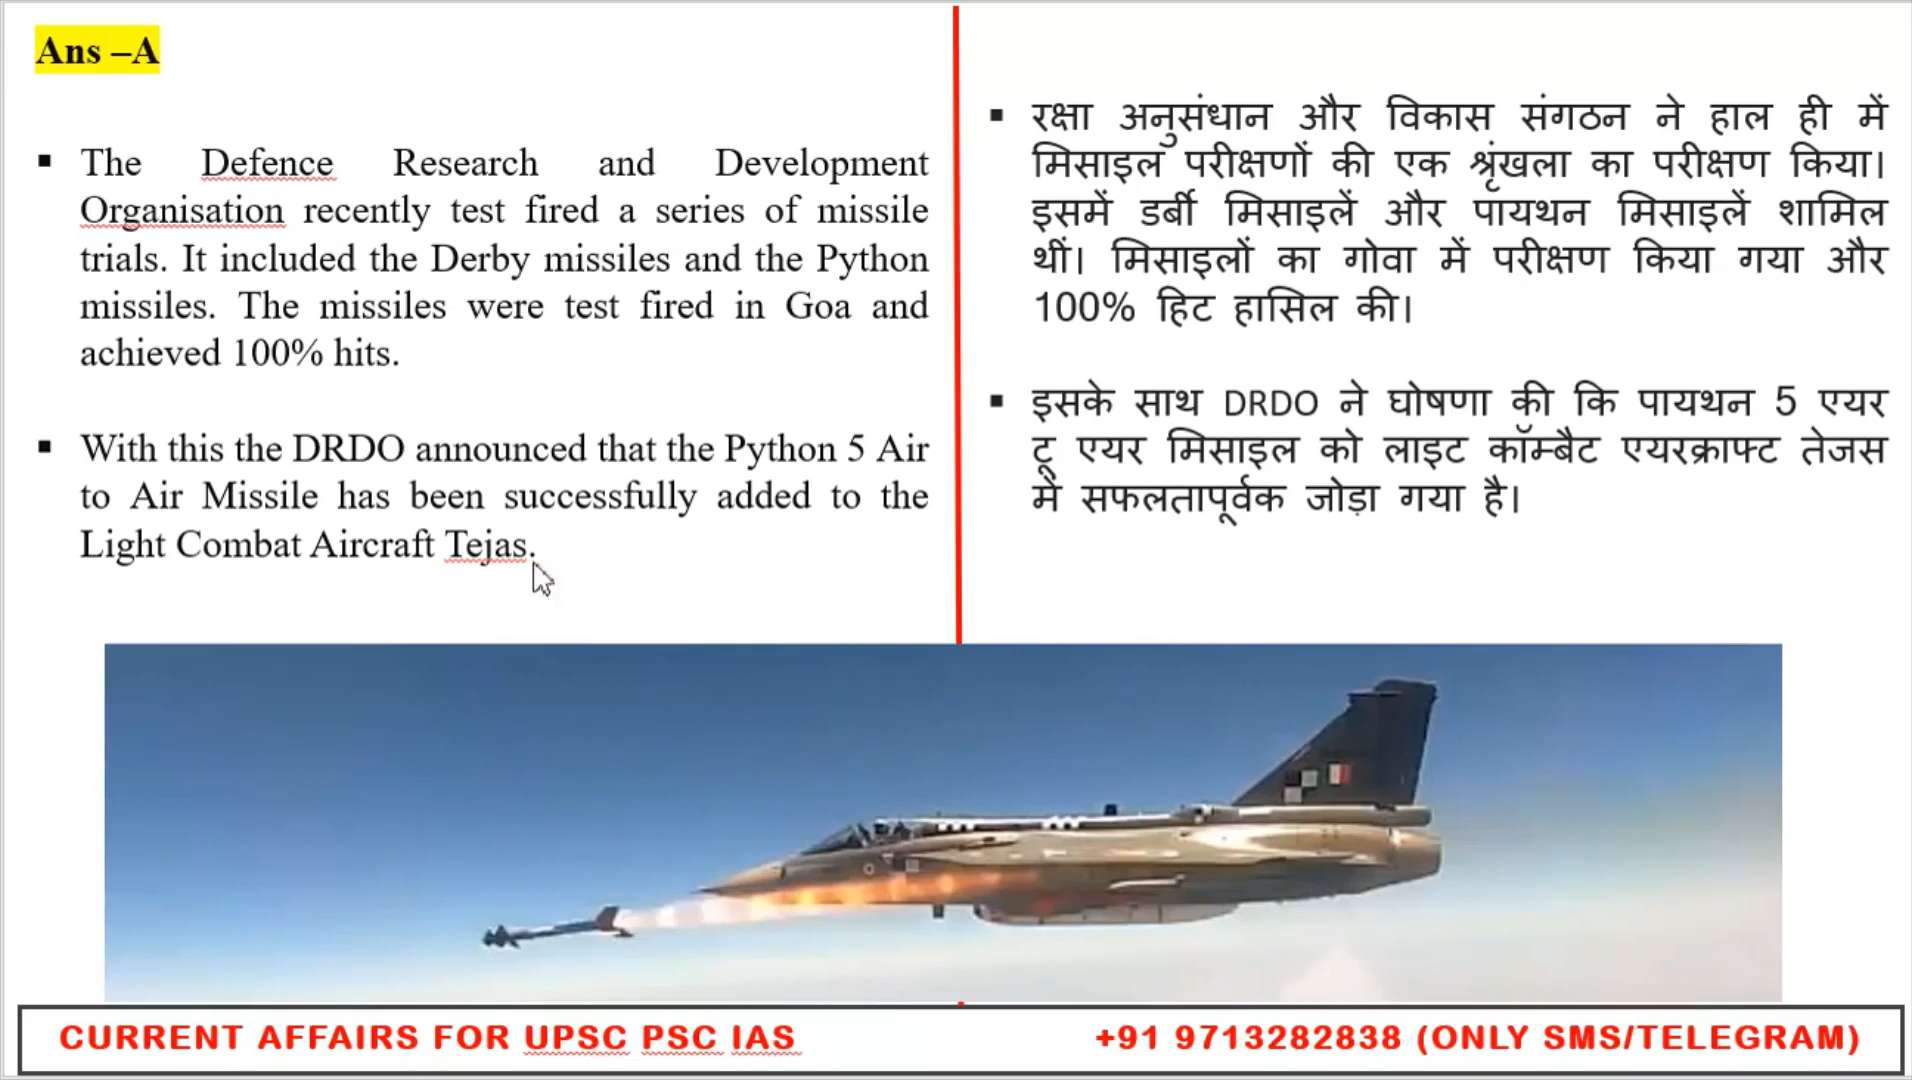 Ans –A
▪ The Defence Research and Development
Organisation recently test fired a series of missile
trials. It included the Derby missiles and the Python
missiles. The missiles were test fired in Goa and
achieved 100% hits.
▪ With this the DRDO announced that the Python 5 Air
to Air Missile has been successfully added to the
Light Combat Aircraft Tejas.
▪ रक्षा अनुसंधान और विकास संगठन ने हाल ही में
मिसाइल परीक्षणों की एक श्रृंखला का परीक्षण किया।
इसमें डर्बी मिसाइलें और पायथन मिसाइलें शामिल
थीं। मिसाइलों का गोवा में परीक्षण किया गया और
100% हिट हासिल की।
▪ इसके साथ DRDO ने घोषणा की कि पायथन 5 एयर
टू एयर मिसाइल को लाइट कॉम्बैट एयरक्राफ्ट तेजस
में सफलतापूर्वक जोड़ा गया है।
CURRENT AFFAIRS FOR UPSC PSC IAS
+91 9713282838 (ONLY SMS/TELEGRAM)